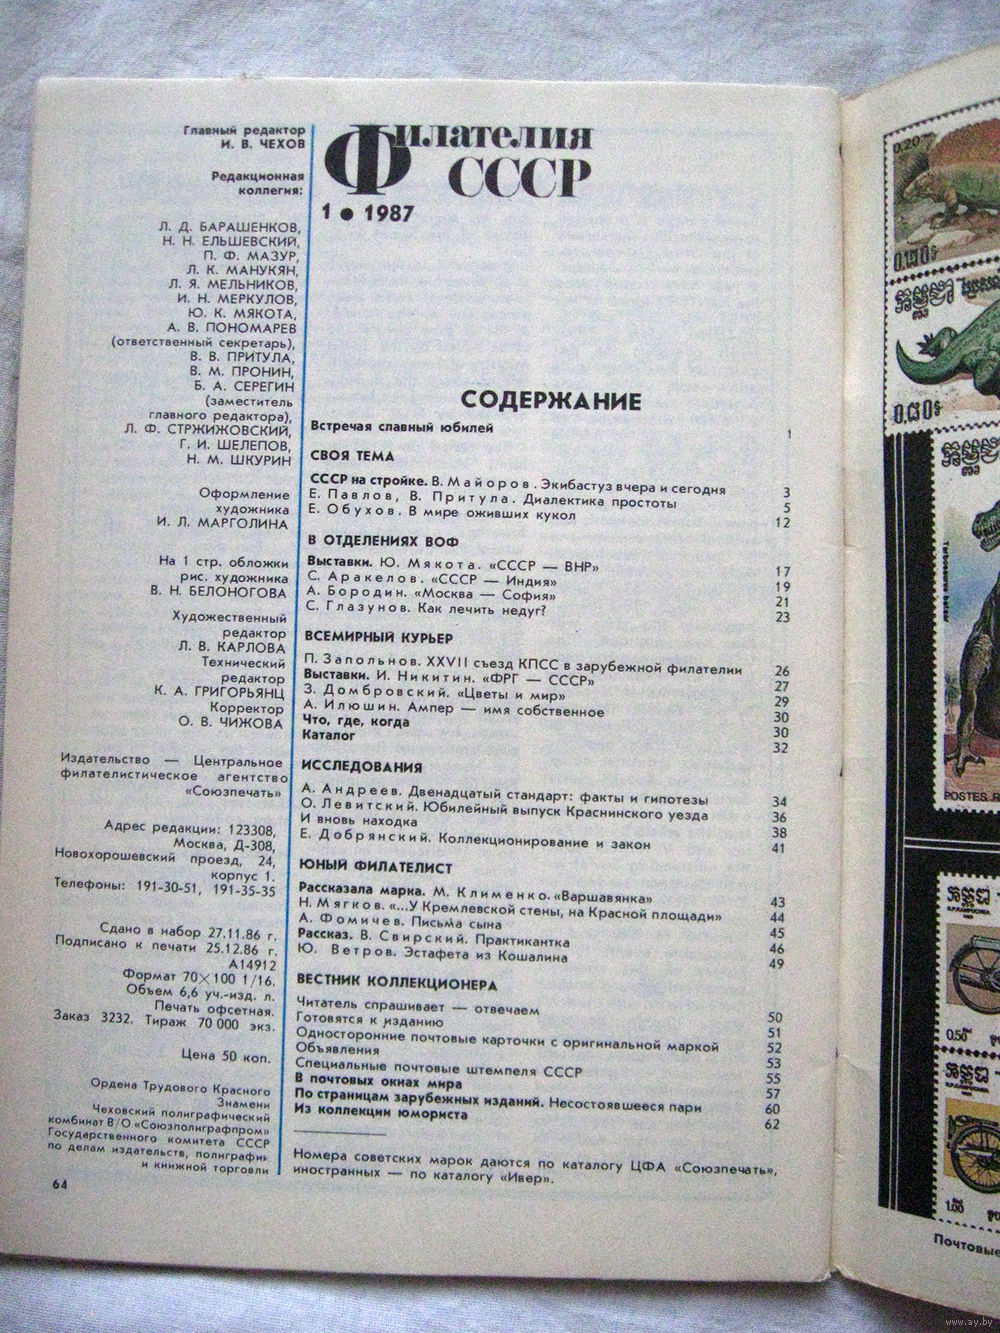 Главный редактор
И. В. ЧЕХОВ
Редакционная
коллегия:
Л. Д. БАРАШЕНКОВ,
Н. Н. ЕЛЬШЕВСКИЙ,
П. Ф. МАЗУР,
Л. К. МАНУКЯН,
Л. Я. МЕЛЬНИКОВ,
И. Н. МЕРКУЛОВ,
Ю. К. МЯКОТА,
А. В. ПОНОМАРЕВ
(ответственный секретарь),
В. В. ПРИТУЛА,
В. М. ПРОНИН,
Б. А. СЕРЕГИН
(заместитель
главного редактора),
Л. Ф. СТРЖИЖОВСКИЙ,
Г. И. ШЕЛЕПОВ,
Н. М. ШКУРИН
Оформление
художника
И. Л. МАРГОЛИНА
На 1 стр. обложки
рис. художника
В. Н. БЕЛОНОГОВА
Художественный
редактор
Л. В. КАРЛОВА
Технический
редактор
К. А. ГРИГОРЬЯНЦ
Корректор
О. В. ЧИЖОВА
Издательство — Центральное
филателистическое агентство
«Союзпечать»
Адрес редакции: 123308,
Москва, Д-308,
Новохорошевский проезд, 24,
корпус 1.
Телефоны: 191-30-51, 191-35-35
Сдано в набор 27.11.86 г.
Подписано к печати 25.12.86 г.
А14912
Формат 70×100 1/16.
Объем 6,6 уч.-изд. л.
Печать офсетная.
Заказ 3232. Тираж 70 000 экз.
Цена 50 коп.
Ордена Трудового Красного
Знамени
Чеховский полиграфический
комбинат В/О «Союзполиграфпром»
Государственного комитета СССР
по делам издательств, полиграфии
и книжной торговли
64
Филателия
СССР
1 ● 1987
СОДЕРЖАНИЕ
Встречая славный юбилей 1
СВОЯ ТЕМА
СССР на стройке. В. Майоров. Экибастуз вчера и сегодня 3
Е. Павлов, В. Притула. Диалектика простоты 5
Е. Обухов. В мире оживших кукол 12
В ОТДЕЛЕНИЯХ ВОФ
Выставки. Ю. Мякота. «СССР — ВНР» 17
С. Аракелов. «СССР — Индия» 19
А. Бородин. «Москва — София» 21
С. Глазунов. Как лечить недуг? 23
ВСЕМИРНЫЙ КУРЬЕР
П. Запольнов. XXVII съезд КПСС в зарубежной филателии 26
Выставки. И. Никитин. «ФРГ — СССР» 27
З. Домбровский. «Цветы и мир» 29
А. Илюшин. Ампер — имя собственное 30
Что, где, когда 30
Каталог 32
ИССЛЕДОВАНИЯ
А. Андреев. Двенадцатый стандарт: факты и гипотезы 34
О. Левитский. Юбилейный выпуск Краснинского уезда 36
И вновь находка 38
Е. Добрянский. Коллекционирование и закон 41
ЮНЫЙ ФИЛАТЕЛИСТ
Рассказала марка. М. Клименко. «Варшавянка» 43
Н. Мягков. «...У Кремлевской стены, на Красной площади» 44
А. Фомичев. Письма сына 45
Рассказ. В. Свирский. Практикантка 46
Ю. Ветров. Эстафета из Кошалина 49
ВЕСТНИК КОЛЛЕКЦИОНЕРА
Читатель спрашивает — отвечаем 50
Готовятся к изданию 51
Односторонние почтовые карточки с оригинальной маркой 52
Объявления 53
Специальные почтовые штемпеля СССР 55
В почтовых окнах мира 57
По страницам зарубежных изданий. Несостоявшееся пари 60
Из коллекции юмориста 62
Номера советских марок даются по каталогу ЦФА «Союзпечать»,
иностранных — по каталогу «Ивер».
0.20
Tarbosaurus bataar
POSTES
0.50
1.00
Почтовые
www.ay.by